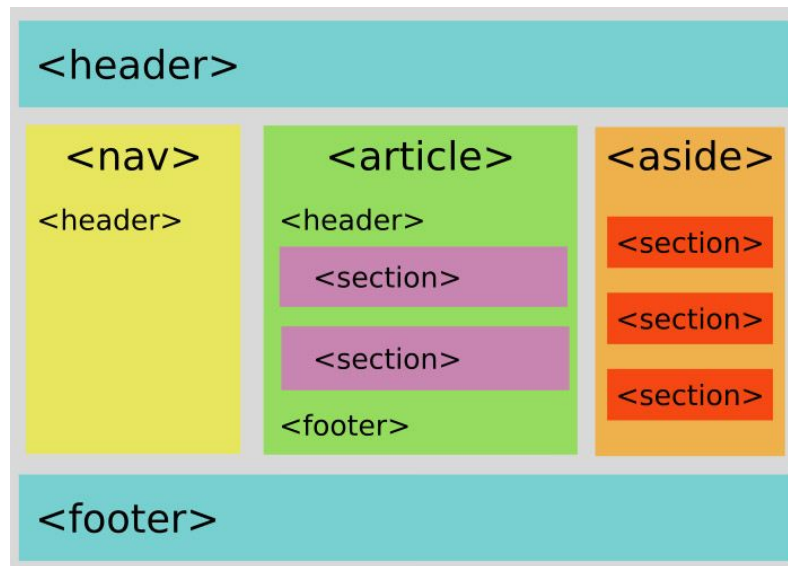 <header>
<nav>
<header>
<article>
<header>
<section>
<section>
<footer>
<aside>
<section>
<section>
<section>
<footer>